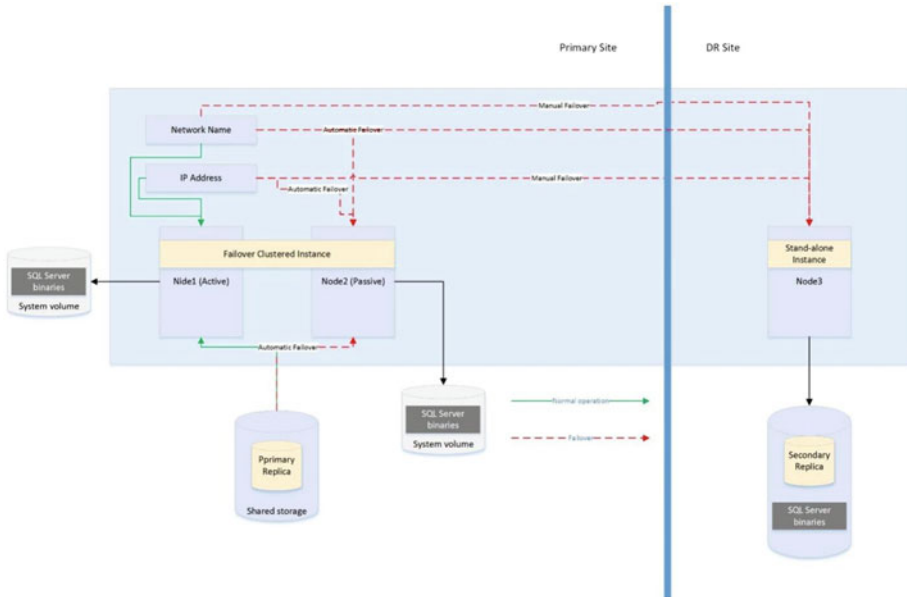 Primary Site
DR Site
Manual Failover
Network Name
Automatic Failover
IP Address
Manual Failover
Automatic Failover
Failover Clustered Instance
Stand-alone
Instance
SQL Server
binaries
System volume
Nide1 (Active)
Node2 (Passive)
Node3
Automatic Failover
SQL Server
binaries
System volume
Normal operation
Failover
Pprimary
Replica
Shared storage
Secondary
Replica
SQL Server
binaries